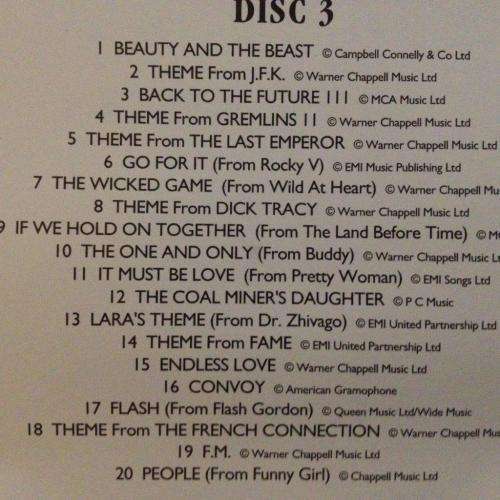 DISC 3
1 BEAUTY AND THE BEAST © Campbell Connelly & Co Ltd
2 THEME From J.F.K. © Warner Chappell Music Ltd
3 BACK TO THE FUTURE III © MCA Music Ltd
4 THEME From GREMLINS II © Warner Chappell Music Ltd
5 THEME From THE LAST EMPEROR © Warner Chappell Music Ltd
6 GO FOR IT (From Rocky V) © EMI Music Publishing Ltd
7 THE WICKED GAME (From Wild At Heart) © Warner Chappell Mu
8 THEME From DICK TRACY © Warner Chappell Music Ltd
9 IF WE HOLD ON TOGETHER (From The Land Before Time) © M
10 THE ONE AND ONLY (From Buddy) © Warner Chappell Music Lt
11 IT MUST BE LOVE (From Pretty Woman) © EMI Songs Ltd
12 THE COAL MINER'S DAUGHTER © P C Music
13 LARA'S THEME (From Dr. Zhivago) © EMI United Partnership Ltd
14 THEME From FAME © EMI United Partnership Ltd
15 ENDLESS LOVE © Warner Chappell Music Ltd
16 CONVOY © American Gramophone
17 FLASH (From Flash Gordon) © Queen Music Ltd/Wide Music
18 THEME From THE FRENCH CONNECTION © Warner Chappell Mus
19 F.M. © Warner Chappell Music Ltd
20 PEOPLE (From Funny Girl) © Chappell Music Ltd